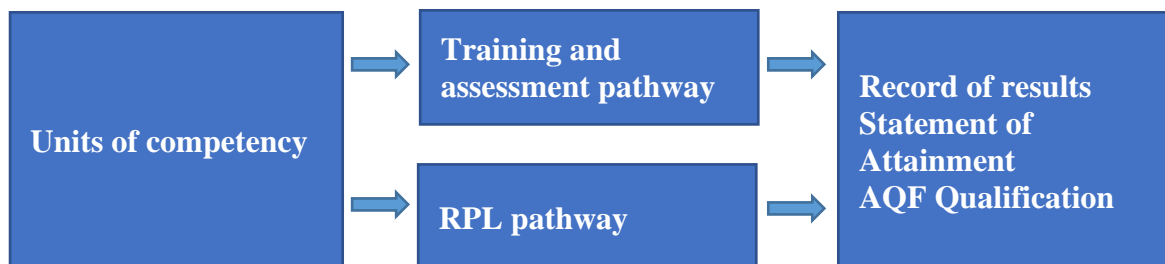 Units of competency
Training and
assessment pathway
RPL pathway
Record of results
Statement of
Attainment
AQF Qualification